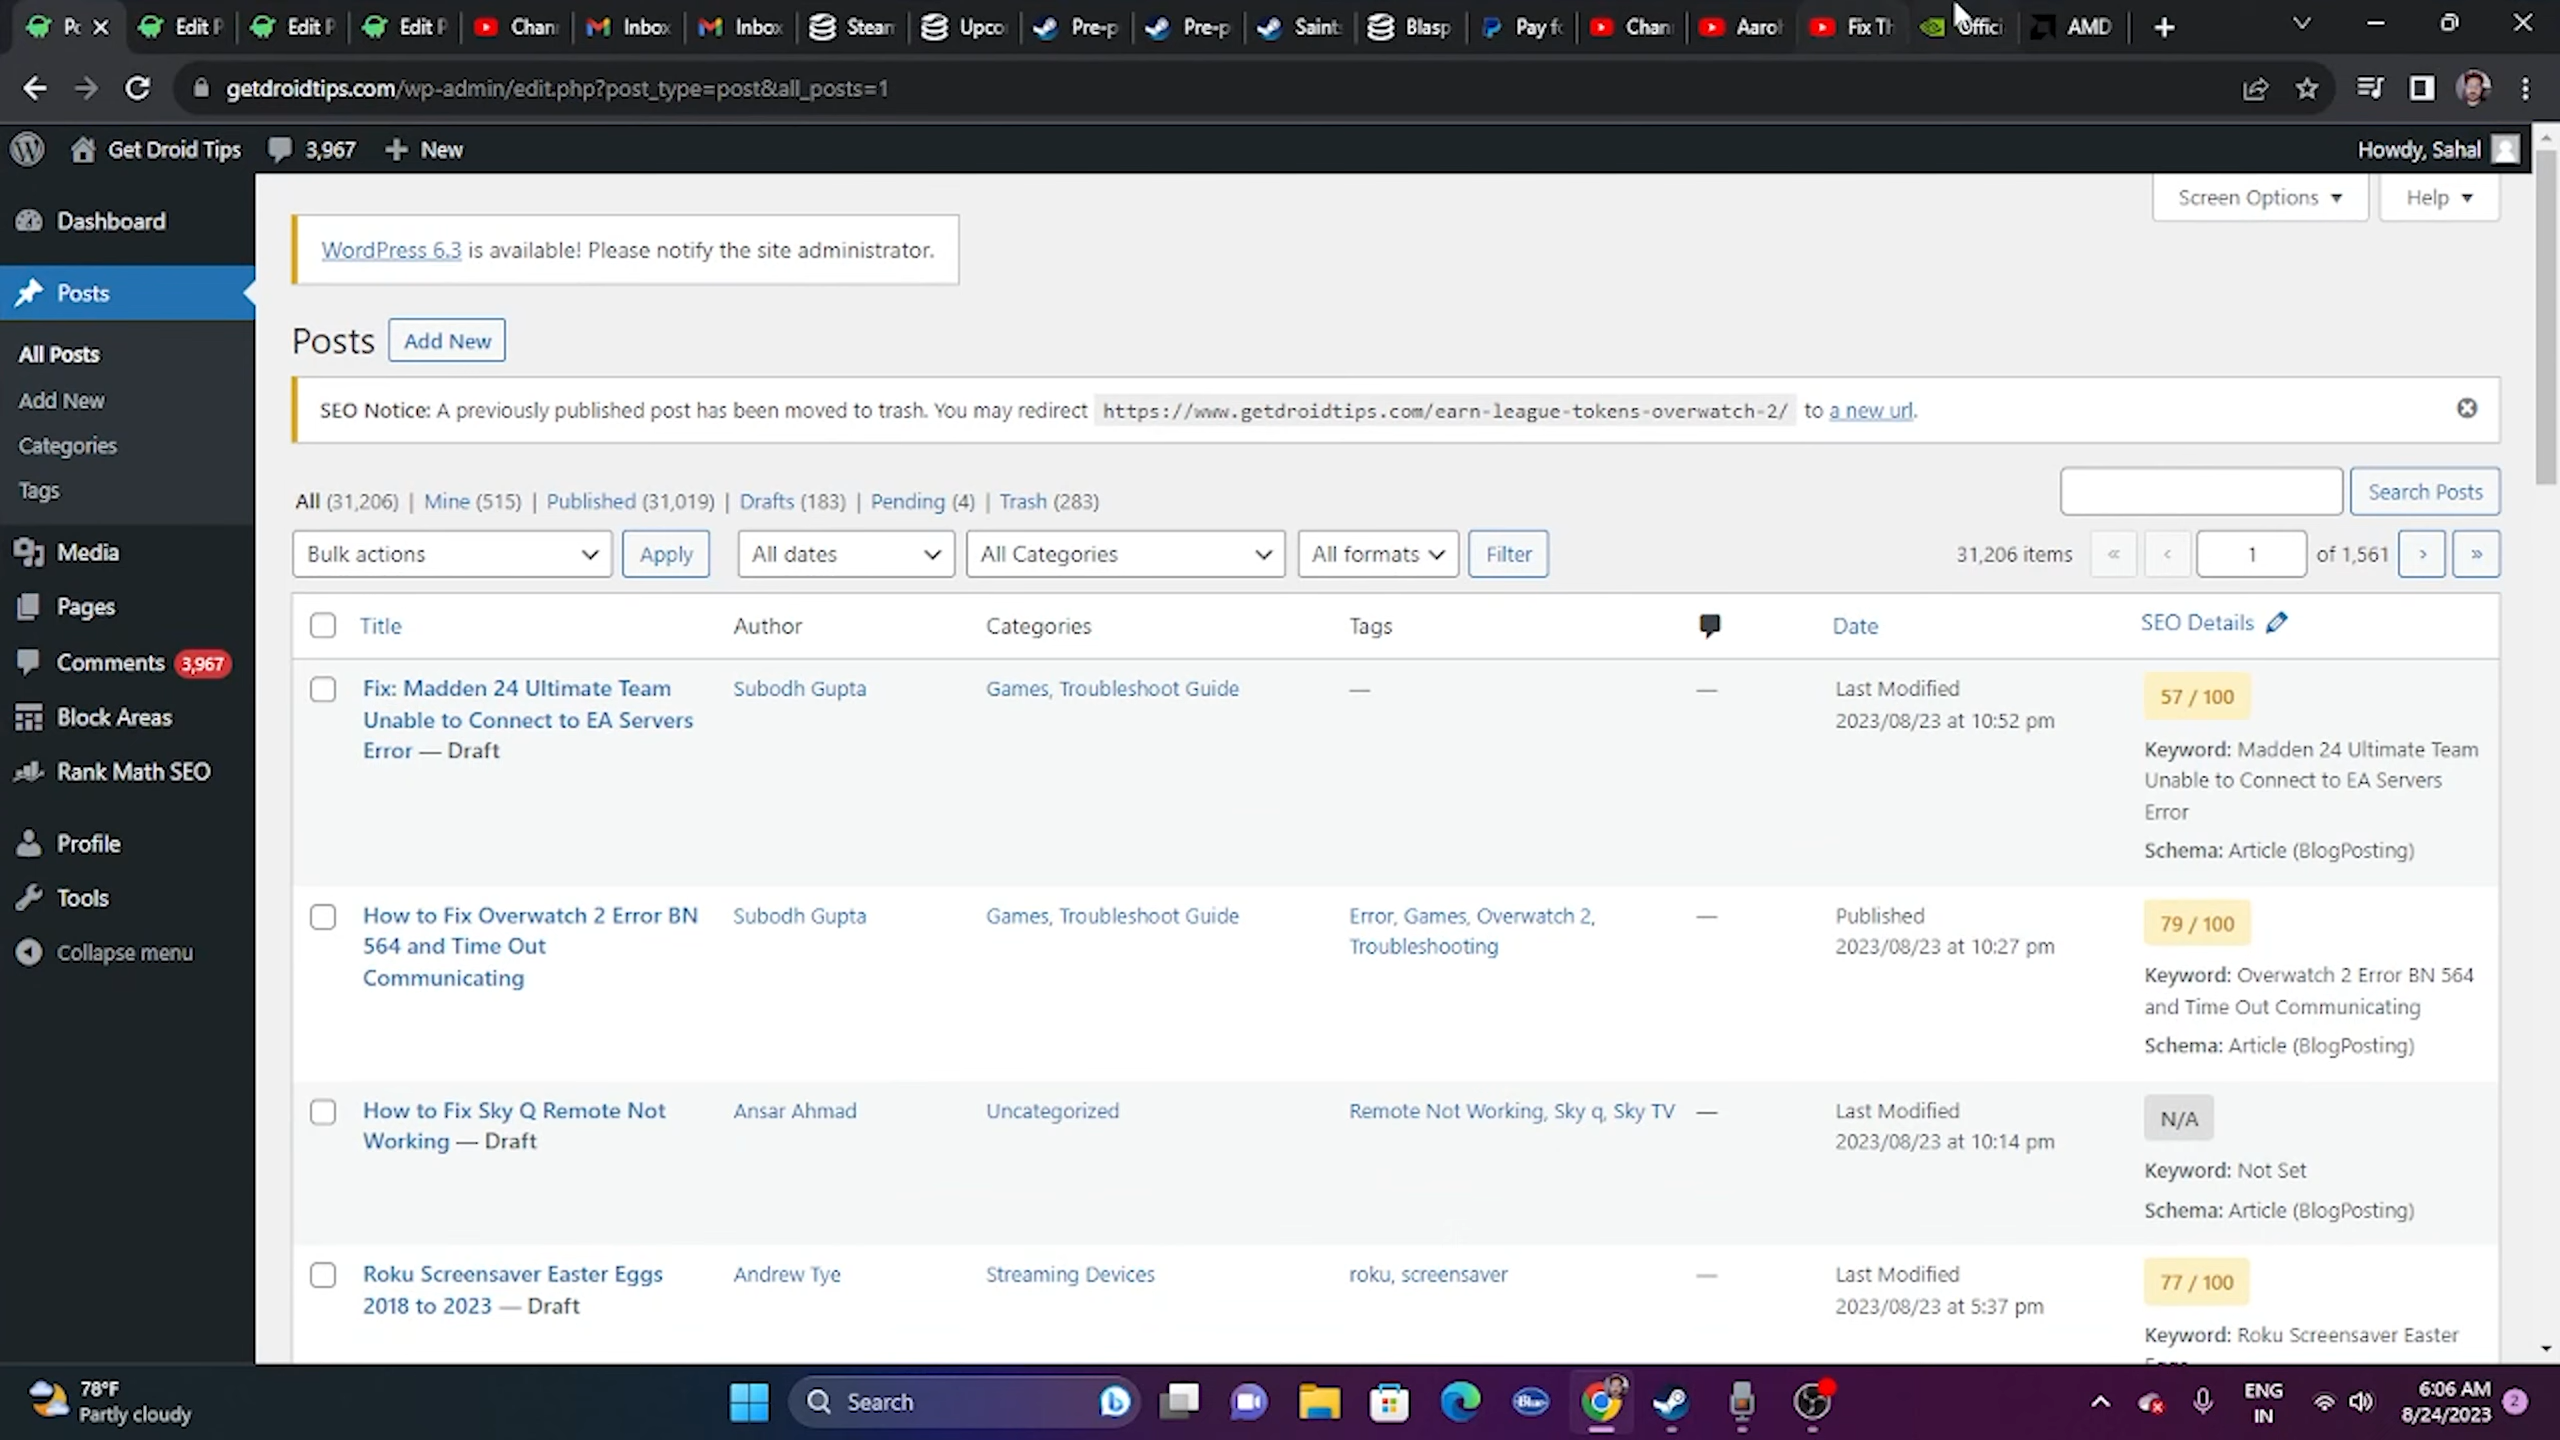 Po
Edit P
Edit P
Edit P
Chan
Inbox
Inbox
Stean
Upco
Pre-p
Pre-p
Saint
Blasp
Pay fo
Chan
Aaroh
Fix Th
Offici
AMD
getdroidtips.com/wp-admin/edit.php?post_type=post&all_posts=1
Get Droid Tips 3,967 New
Howdy, Sahal
Dashboard
Posts
All Posts
Add New
Categories
Tags
Media
Pages
Comments 3,967
Block Areas
Rank Math SEO
Profile
Tools
Collapse menu
Screen Options Help
WordPress 6.3 is available! Please notify the site administrator.
Posts Add New
SEO Notice: A previously published post has been moved to trash. You may redirect https://www.getdroidtips.com/earn-league-tokens-overwatch-2/ to a new url.
All (31,206) | Mine (515) | Published (31,019) | Drafts (183) | Pending (4) | Trash (283)
Search Posts
Bulk actions Apply All dates All Categories All formats Filter
31,206 items « ‹ 1 of 1,561 › »
Title Author Categories Tags Date SEO Details
Fix: Madden 24 Ultimate Team
Unable to Connect to EA Servers
Error — Draft
Subodh Gupta
Games, Troubleshoot Guide
—
—
Last Modified
2023/08/23 at 10:52 pm
57 / 100
Keyword: Madden 24 Ultimate Team
Unable to Connect to EA Servers
Error
Schema: Article (BlogPosting)
How to Fix Overwatch 2 Error BN
564 and Time Out
Communicating
Subodh Gupta
Games, Troubleshoot Guide
Error, Games, Overwatch 2,
Troubleshooting
—
Published
2023/08/23 at 10:27 pm
79 / 100
Keyword: Overwatch 2 Error BN 564
and Time Out Communicating
Schema: Article (BlogPosting)
How to Fix Sky Q Remote Not
Working — Draft
Ansar Ahmad
Uncategorized
Remote Not Working, Sky q, Sky TV
—
Last Modified
2023/08/23 at 10:14 pm
N/A
Keyword: Not Set
Schema: Article (BlogPosting)
Roku Screensaver Easter Eggs
2018 to 2023 — Draft
Andrew Tye
Streaming Devices
roku, screensaver
—
Last Modified
2023/08/23 at 5:37 pm
77 / 100
Keyword: Roku Screensaver Easter
78°F
Partly cloudy
Search
Blue
ENG
IN
6:06 AM
8/24/2023
2